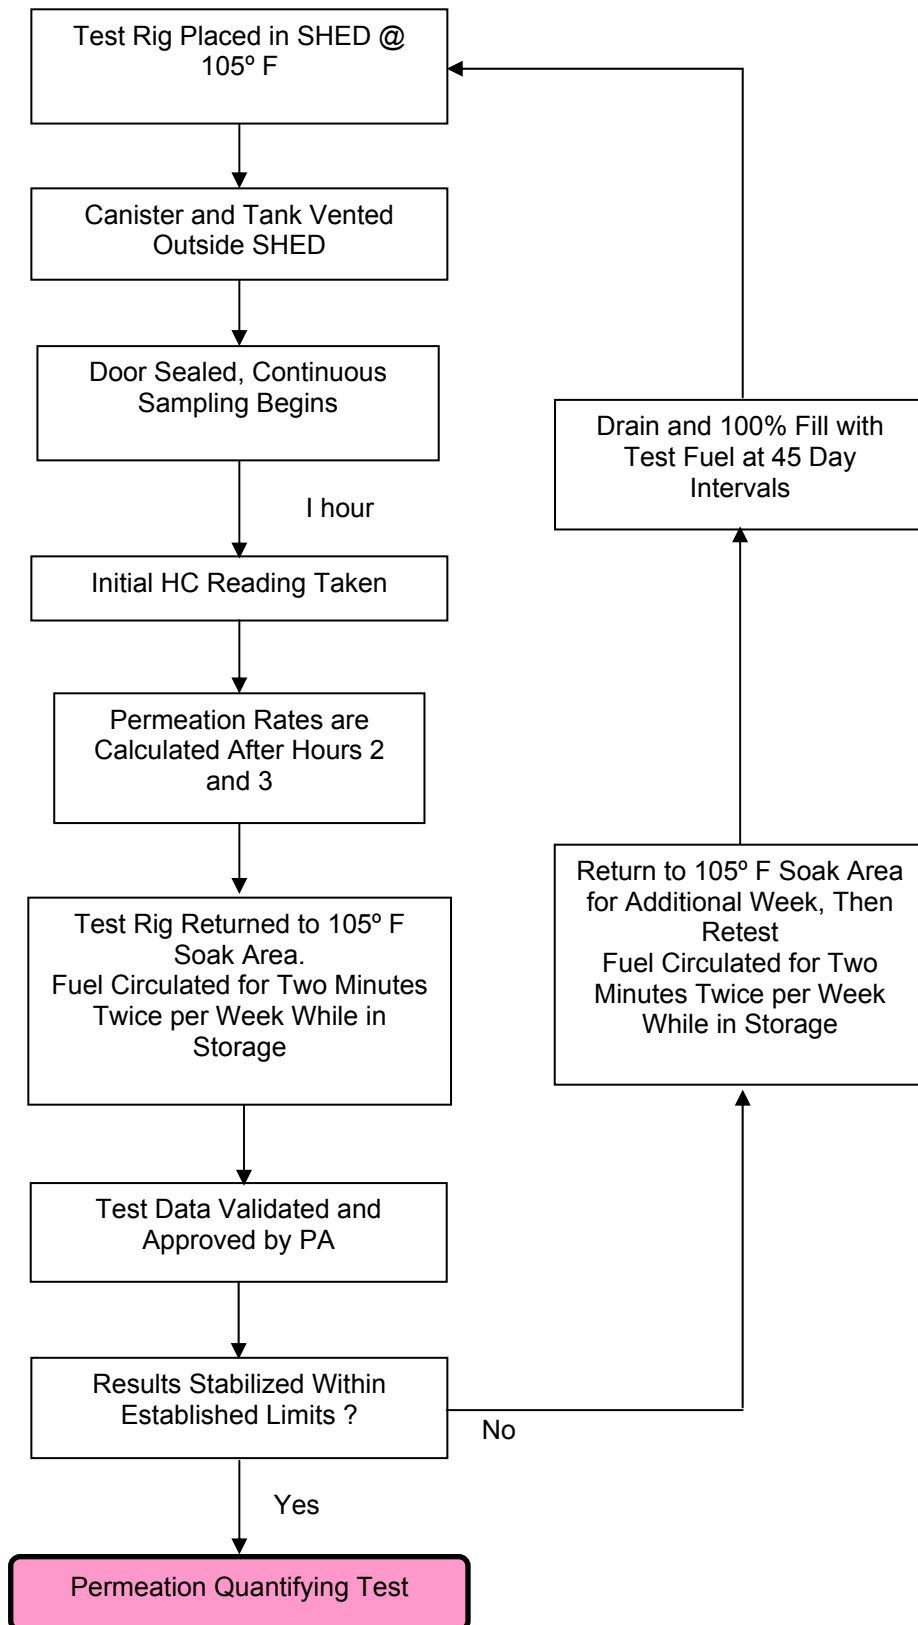 Test Rig Placed in SHED @
105º F
Canister and Tank Vented
Outside SHED
Door Sealed, Continuous
Sampling Begins
I hour
Initial HC Reading Taken
Permeation Rates are
Calculated After Hours 2
and 3
Test Rig Returned to 105º F
Soak Area.
Fuel Circulated for Two Minutes
Twice per Week While in
Storage
Test Data Validated and
Approved by PA
Results Stabilized Within
Established Limits ?
No
Yes
Permeation Quantifying Test
Drain and 100% Fill with
Test Fuel at 45 Day
Intervals
Return to 105º F Soak Area
for Additional Week, Then
Retest
Fuel Circulated for Two
Minutes Twice per Week
While in Storage